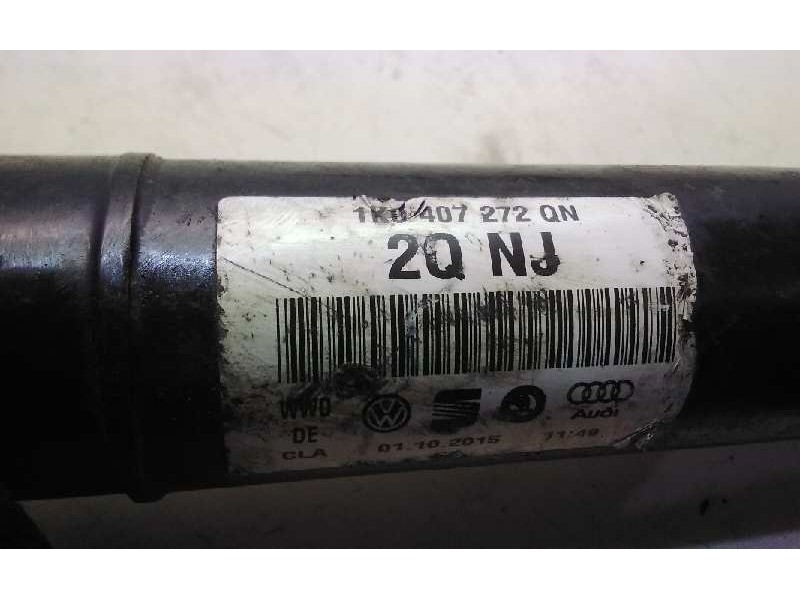 1K0 407 272 QN
2Q NJ
WWD
DE
CLA
01.10.2015
11:49
Audi